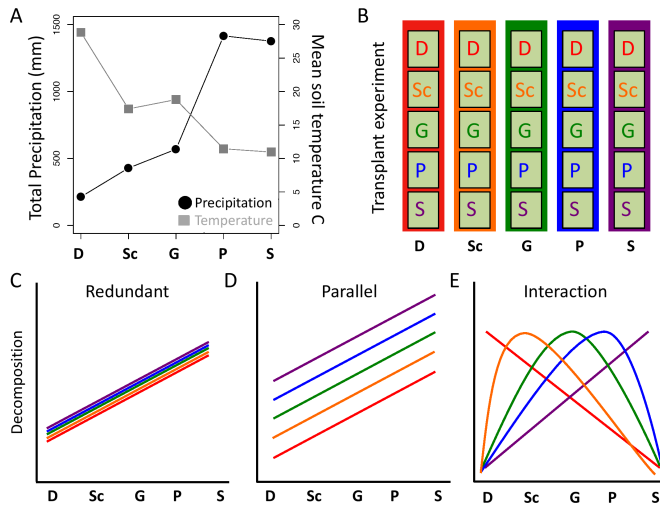 A
Total Precipitation (mm)
1500
1000
500
0
30
25
20
15
10
5
0
Mean soil temperature C
Precipitation
Temperature
D Sc G P S
B
Transplant experiment
D D D D D
Sc Sc Sc Sc Sc
G G G G G
P P P P P
S S S S S
D Sc G P S
C
Redundant
Decomposition
D Sc G P S
D
Parallel
D Sc G P S
E
Interaction
D Sc G P S